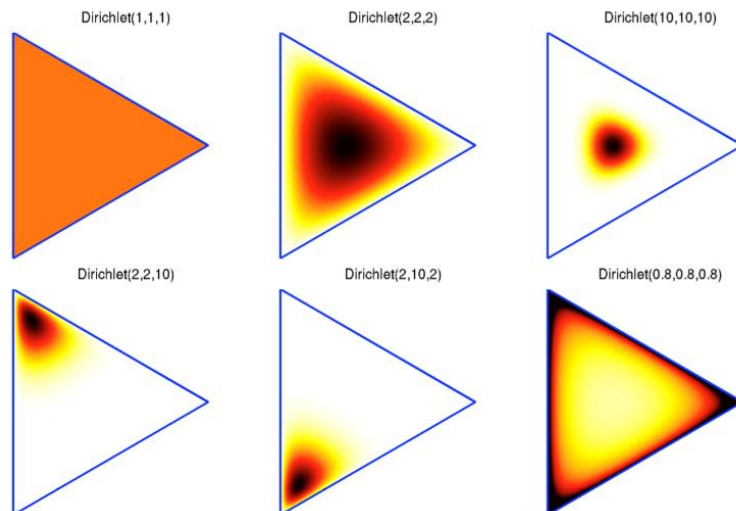 Dirichlet(1,1,1)
Dirichlet(2,2,2)
Dirichlet(10,10,10)
Dirichlet(2,2,10)
Dirichlet(2,10,2)
Dirichlet(0.8,0.8,0.8)